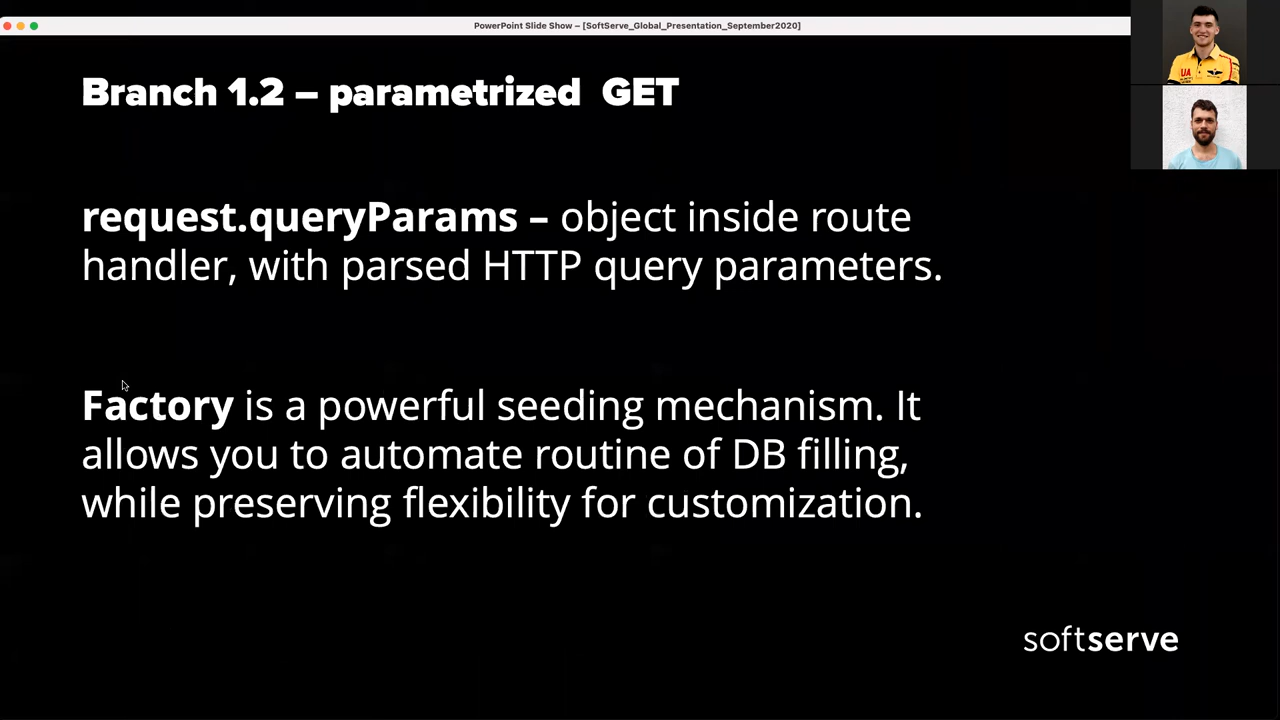 PowerPoint Slide Show – [SoftServe_Global_Presentation_September2020]
Branch 1.2 – parametrized GET
request.queryParams – object inside route
handler, with parsed HTTP query parameters.
Factory is a powerful seeding mechanism. It
allows you to automate routine of DB filling,
while preserving flexibility for customization.
softserve
UA